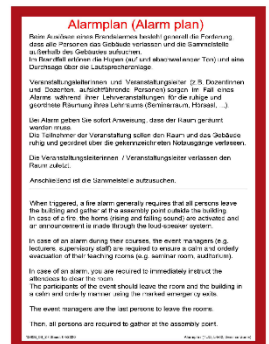 Alarmplan (Alarm plan)
Beim Auslösen eines Brandalarmes besteht generell die Forderung,
dass alle Personen das Gebäude verlassen und die Sammelstelle
außerhalb des Gebäudes aufsuchen.
Im Brandfall ertönen die Hupen (auf und abschwellender Ton) und eine
Durchsage über die Lautsprecheranlage.
Veranstaltungsleiterinnen und Veranstaltungsleiter (z.B. Dozentinnen
und Dozenten, aufsichtführende Personen) sorgen im Fall eines
Alarms während ihrer Lehrveranstaltungen für die ruhige und
geordnete Räumung ihres Lehrraums (Seminarraum, Hörsaal, ...).
Bei Alarm geben Sie sofort Anweisung, dass der Raum geräumt
werden muss.
Die Teilnehmer der Veranstaltung sollen den Raum und das Gebäude
ruhig und geordnet über die gekennzeichneten Notausgänge verlassen.
Die Veranstaltungsleiterinnen / Veranstaltungsleiter verlassen den
Raum zuletzt.
Anschließend ist die Sammelstelle aufzusuchen.
When triggered, a fire alarm generally requires that all persons leave
the building and gather at the assembly point outside the building.
In case of a fire, the horns (rising and falling sound) are activated and
an announcement is made through the loud-speaker system.
In case of an alarm during their courses, the event managers (e.g.
lecturers, supervisory staff) are required to ensure a calm and orderly
evacuation of their teaching rooms (e.g. seminar room, auditorium).
In case of an alarm, you are required to immediately instruct the
attendees to clear the room.
The participants of the event should leave the room and the building in
a calm and orderly manner using the marked emergency exits.
The event managers are the last persons to leave the rooms.
Then, all persons are required to gather at the assembly point.